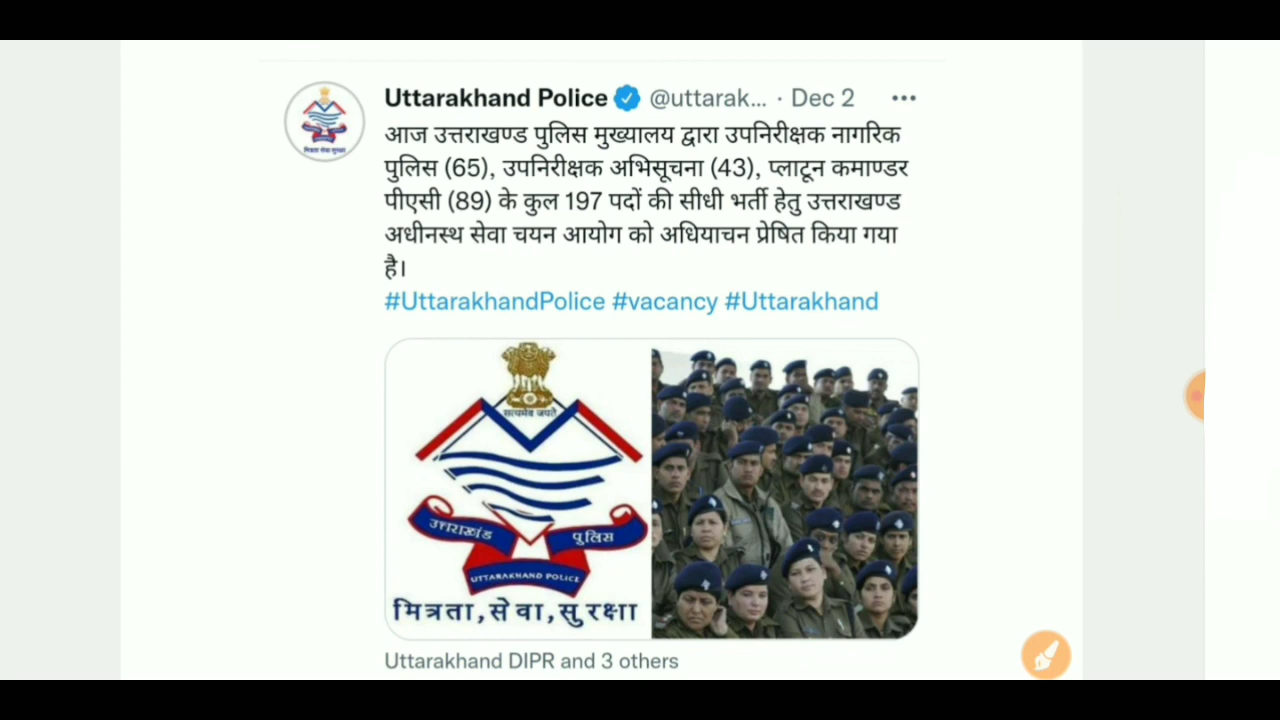 Uttarakhand Police @uttarak... · Dec 2
आज उत्तराखण्ड पुलिस मुख्यालय द्वारा उपनिरीक्षक नागरिक
पुलिस (65), उपनिरीक्षक अभिसूचना (43), प्लाटून कमाण्डर
पीएसी (89) के कुल 197 पदों की सीधी भर्ती हेतु उत्तराखण्ड
अधीनस्थ सेवा चयन आयोग को अधियाचन प्रेषित किया गया
है।
#UttarakhandPolice #vacancy #Uttarakhand
सत्यमेव जयते
उत्तराखंड पुलिस
UTTARAKHAND POLICE
मित्रता, सेवा, सुरक्षा
Uttarakhand DIPR and 3 others